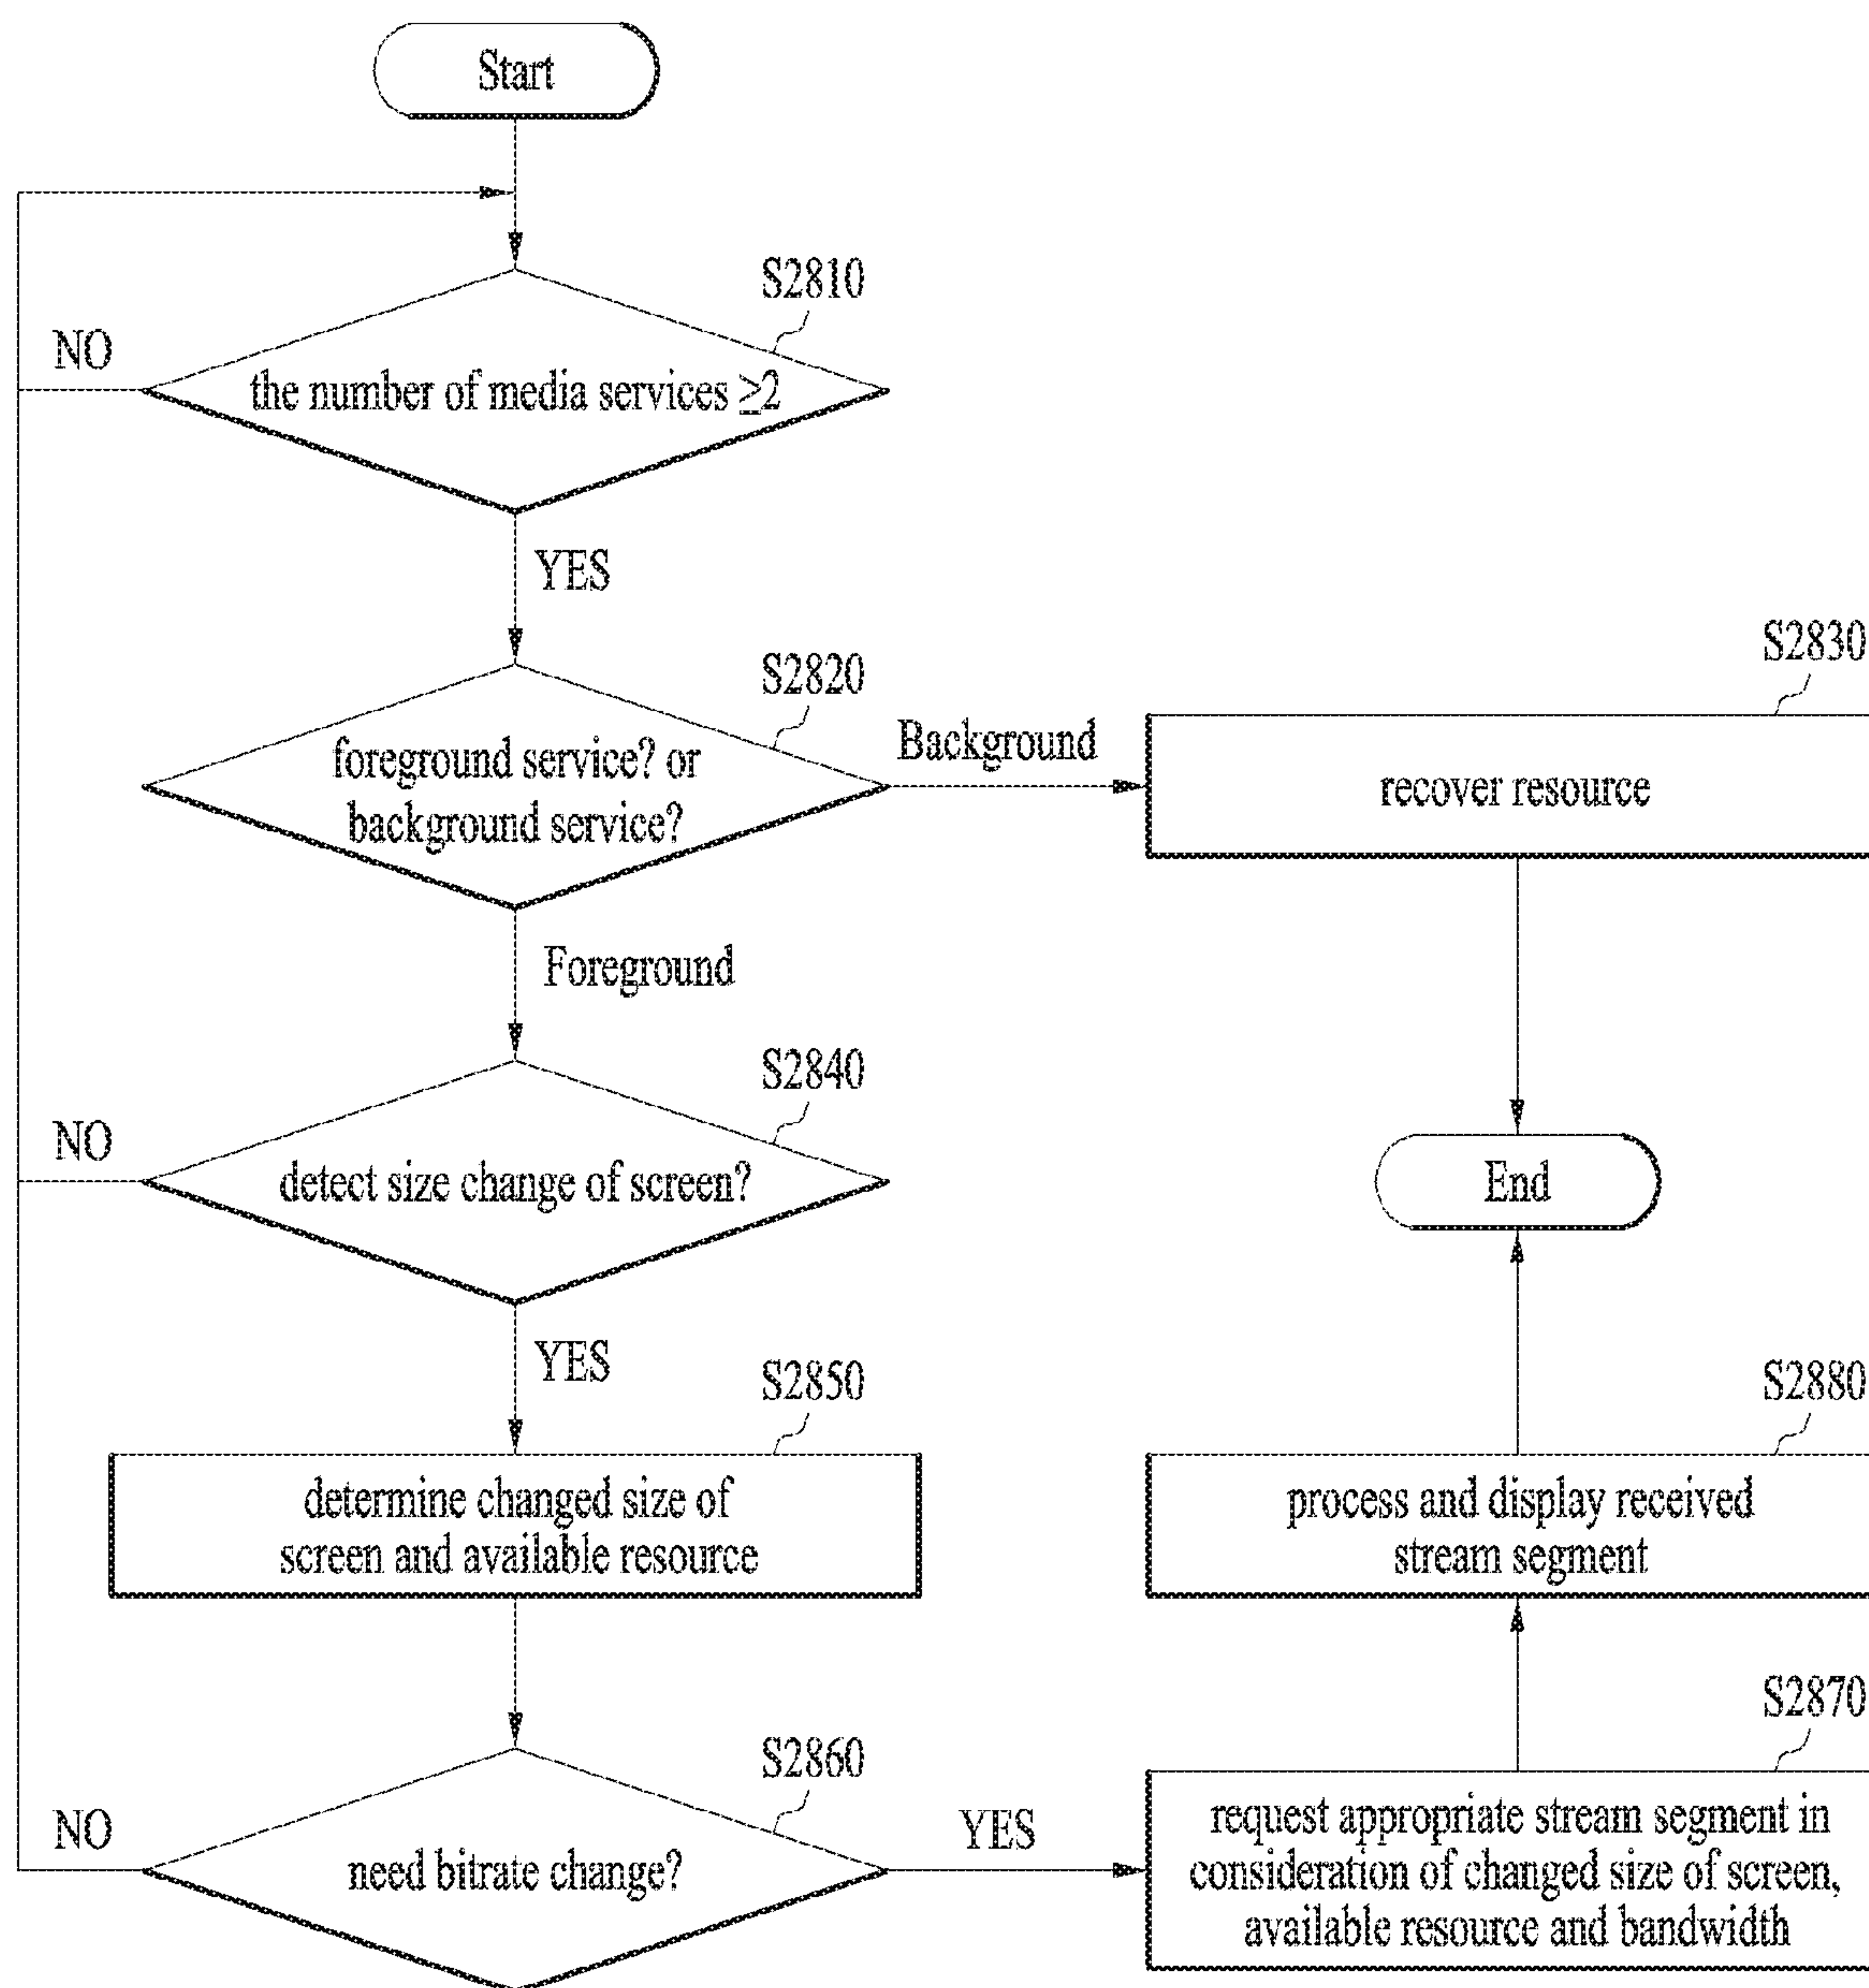 Start
S2810
NO
the number of media services ≥2
YES
S2820
foreground service? or
background service?
Background
S2830
recover resource
Foreground
S2840
NO
detect size change of screen?
End
YES
S2850
determine changed size of
screen and available resource
S2880
process and display received
stream segment
S2860
NO
need bitrate change?
YES
S2870
request appropriate stream segment in
consideration of changed size of screen,
available resource and bandwidth